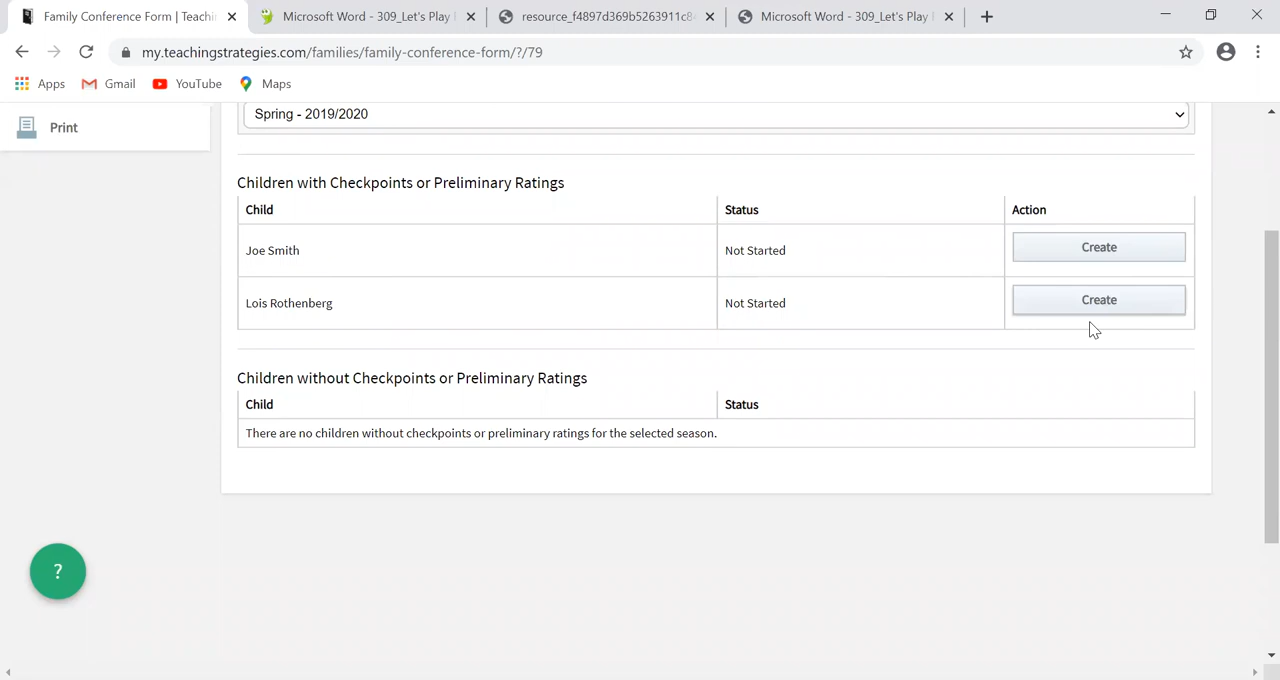 Family Conference Form | Teachi
Microsoft Word - 309_Let's Play
resource_f4897d369b5263911c8
Microsoft Word - 309_Let's Play
my.teachingstrategies.com/families/family-conference-form/?/79
Apps
Gmail
YouTube
Maps
Print
Spring - 2019/2020
Children with Checkpoints or Preliminary Ratings
Child Status Action
Joe Smith Not Started Create
Lois Rothenberg Not Started Create
Children without Checkpoints or Preliminary Ratings
Child Status
There are no children without checkpoints or preliminary ratings for the selected season.
?